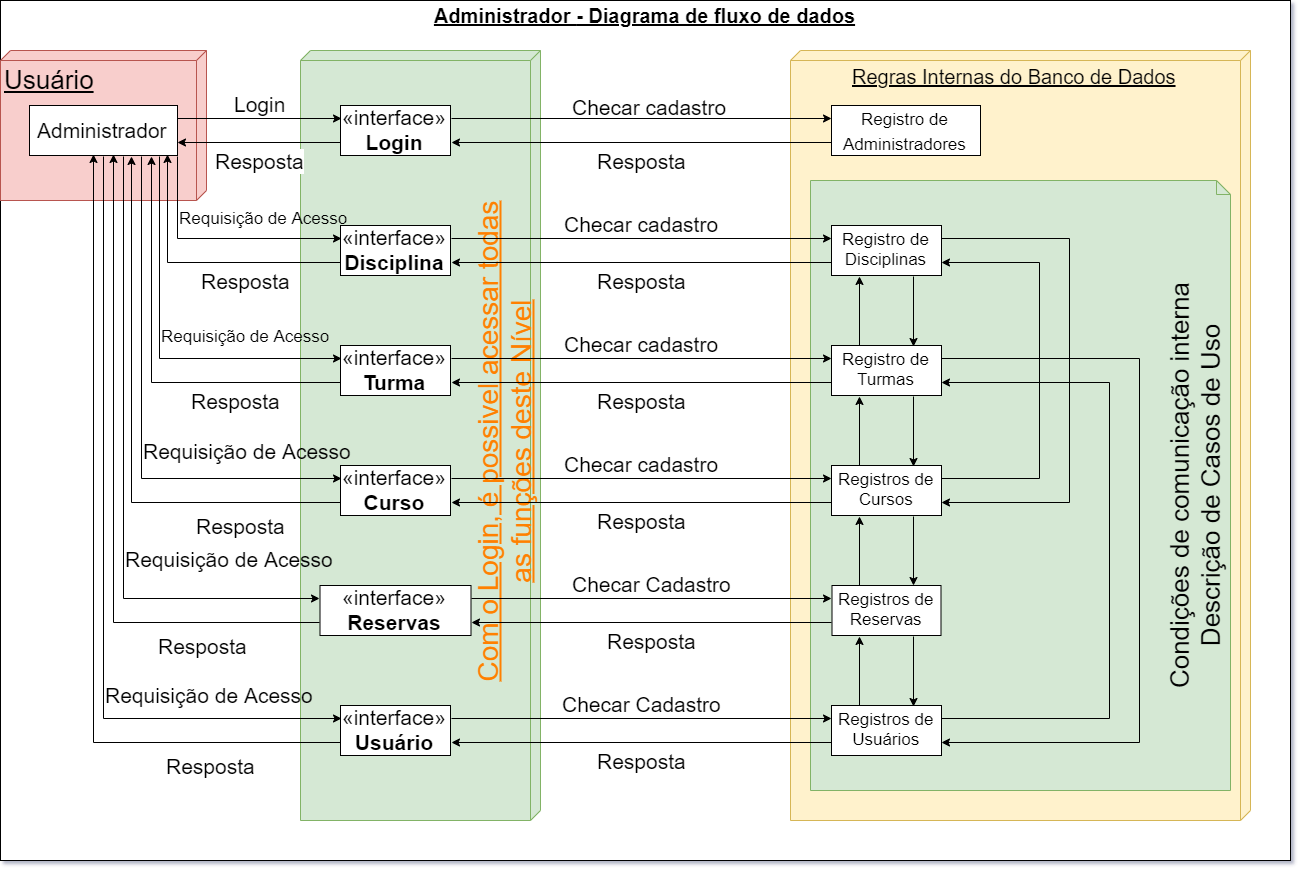 Administrador - Diagrama de fluxo de dados
Usuário
Administrador
Login
Resposta
«interface»
Login
Checar cadastro
Resposta
Regras Internas do Banco de Dados
Registro de
Administradores
Requisição de Acesso
Resposta
«interface»
Disciplina
Checar cadastro
Resposta
Registro de
Disciplinas
Requisição de Acesso
Resposta
«interface»
Turma
Checar cadastro
Resposta
Registro de
Turmas
Requisição de Acesso
Resposta
«interface»
Curso
Checar cadastro
Resposta
Registros de
Cursos
Requisição de Acesso
Resposta
«interface»
Reservas
Checar Cadastro
Resposta
Registros de
Reservas
Requisição de Acesso
Resposta
«interface»
Usuário
Checar Cadastro
Resposta
Registros de
Usuários
Com o Login, é possivel acessar todas
as funções deste Nível
Condições de comunicação interna
Descrição de Casos de Uso